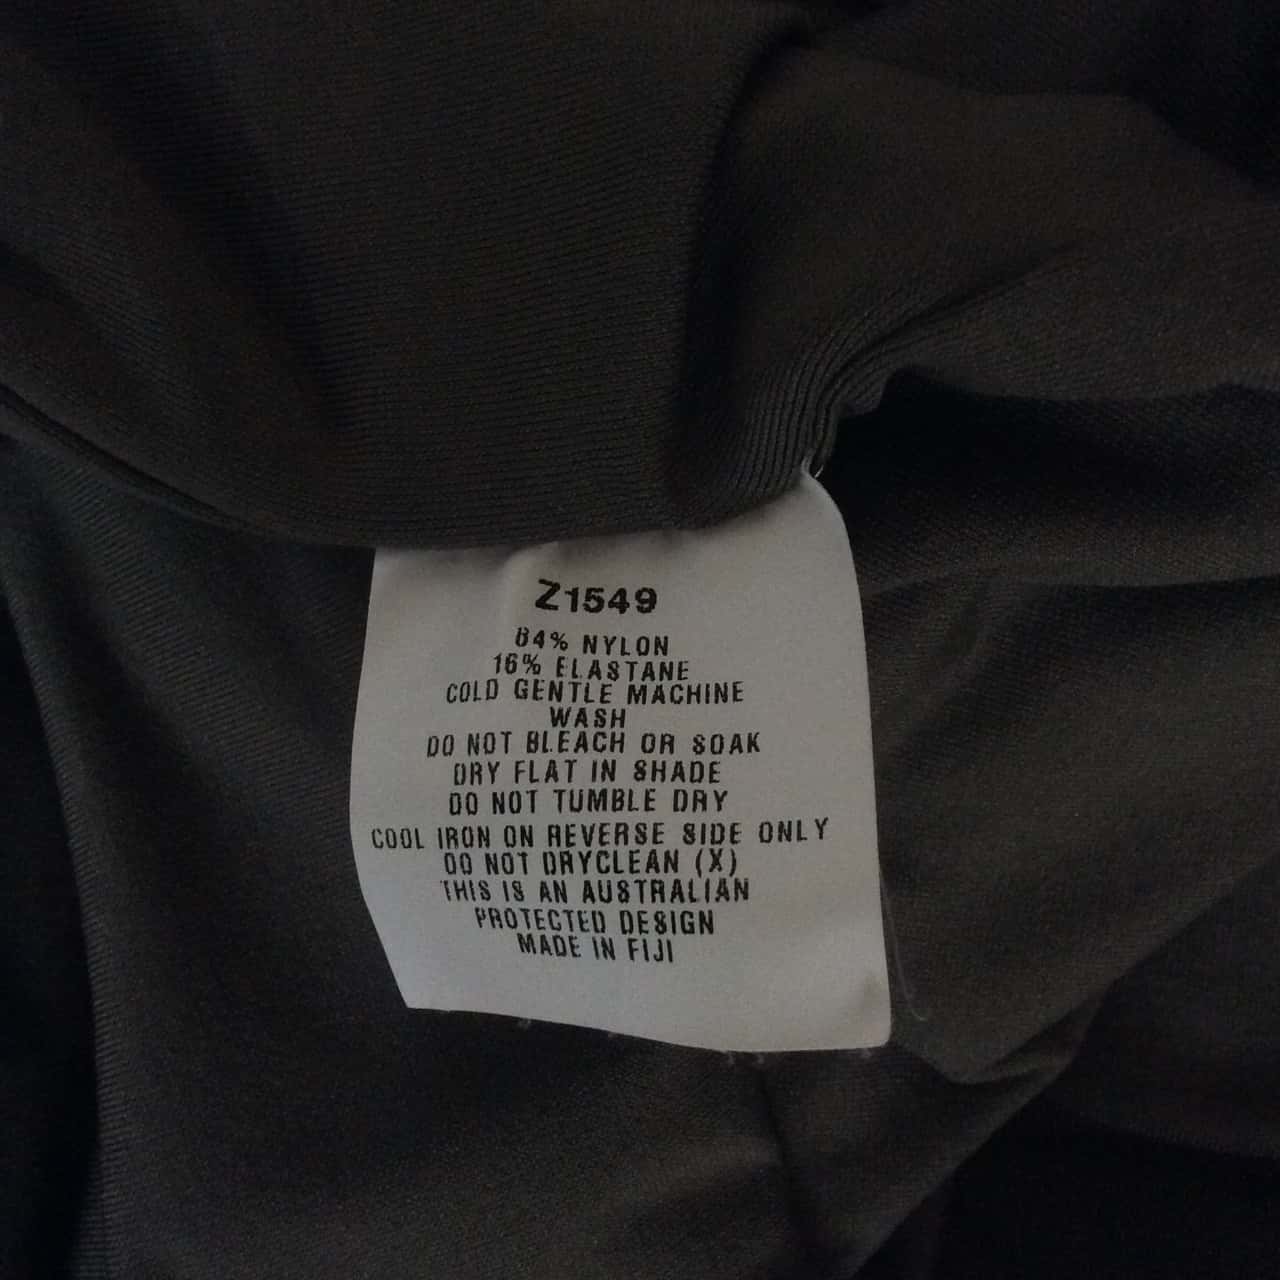 Z1549
84% NYLON
16% ELASTANE
COLD GENTLE MACHINE
WASH
DO NOT BLEACH OR SOAK
DRY FLAT IN SHADE
DO NOT TUMBLE DRY
COOL IRON ON REVERSE SIDE ONLY
DO NOT DRYCLEAN (X)
THIS IS AN AUSTRALIAN
PROTECTED DESIGN
MADE IN FIJI